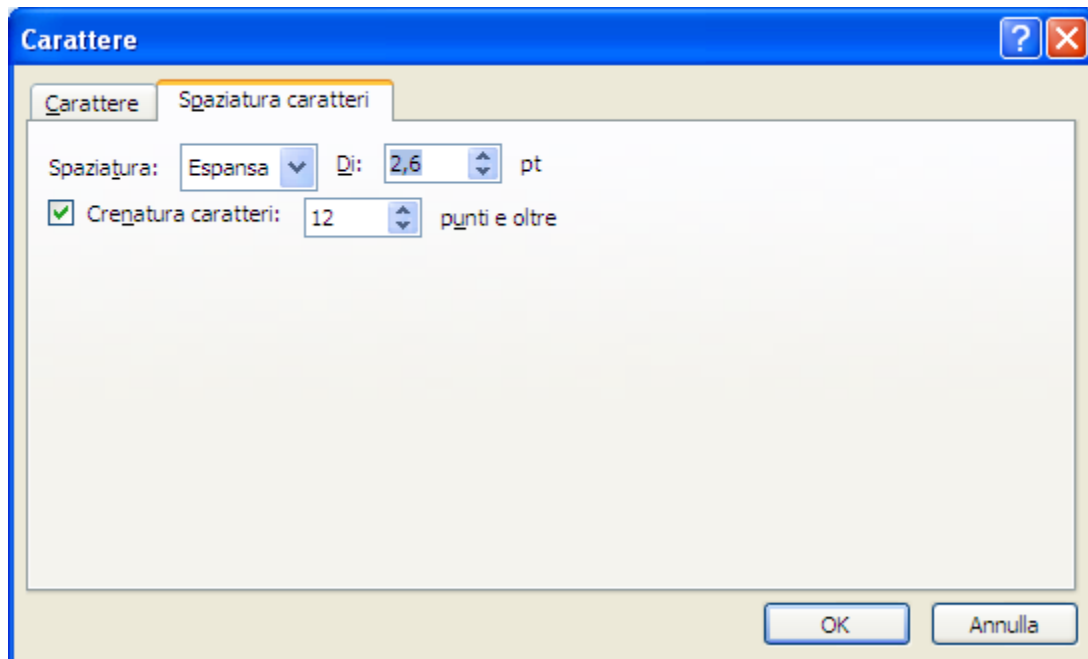 Carattere
Carattere Spaziatura caratteri
Spaziatura: Espansa Di: 2,6 pt
Crenatura caratteri: 12 punti e oltre
OK Annulla